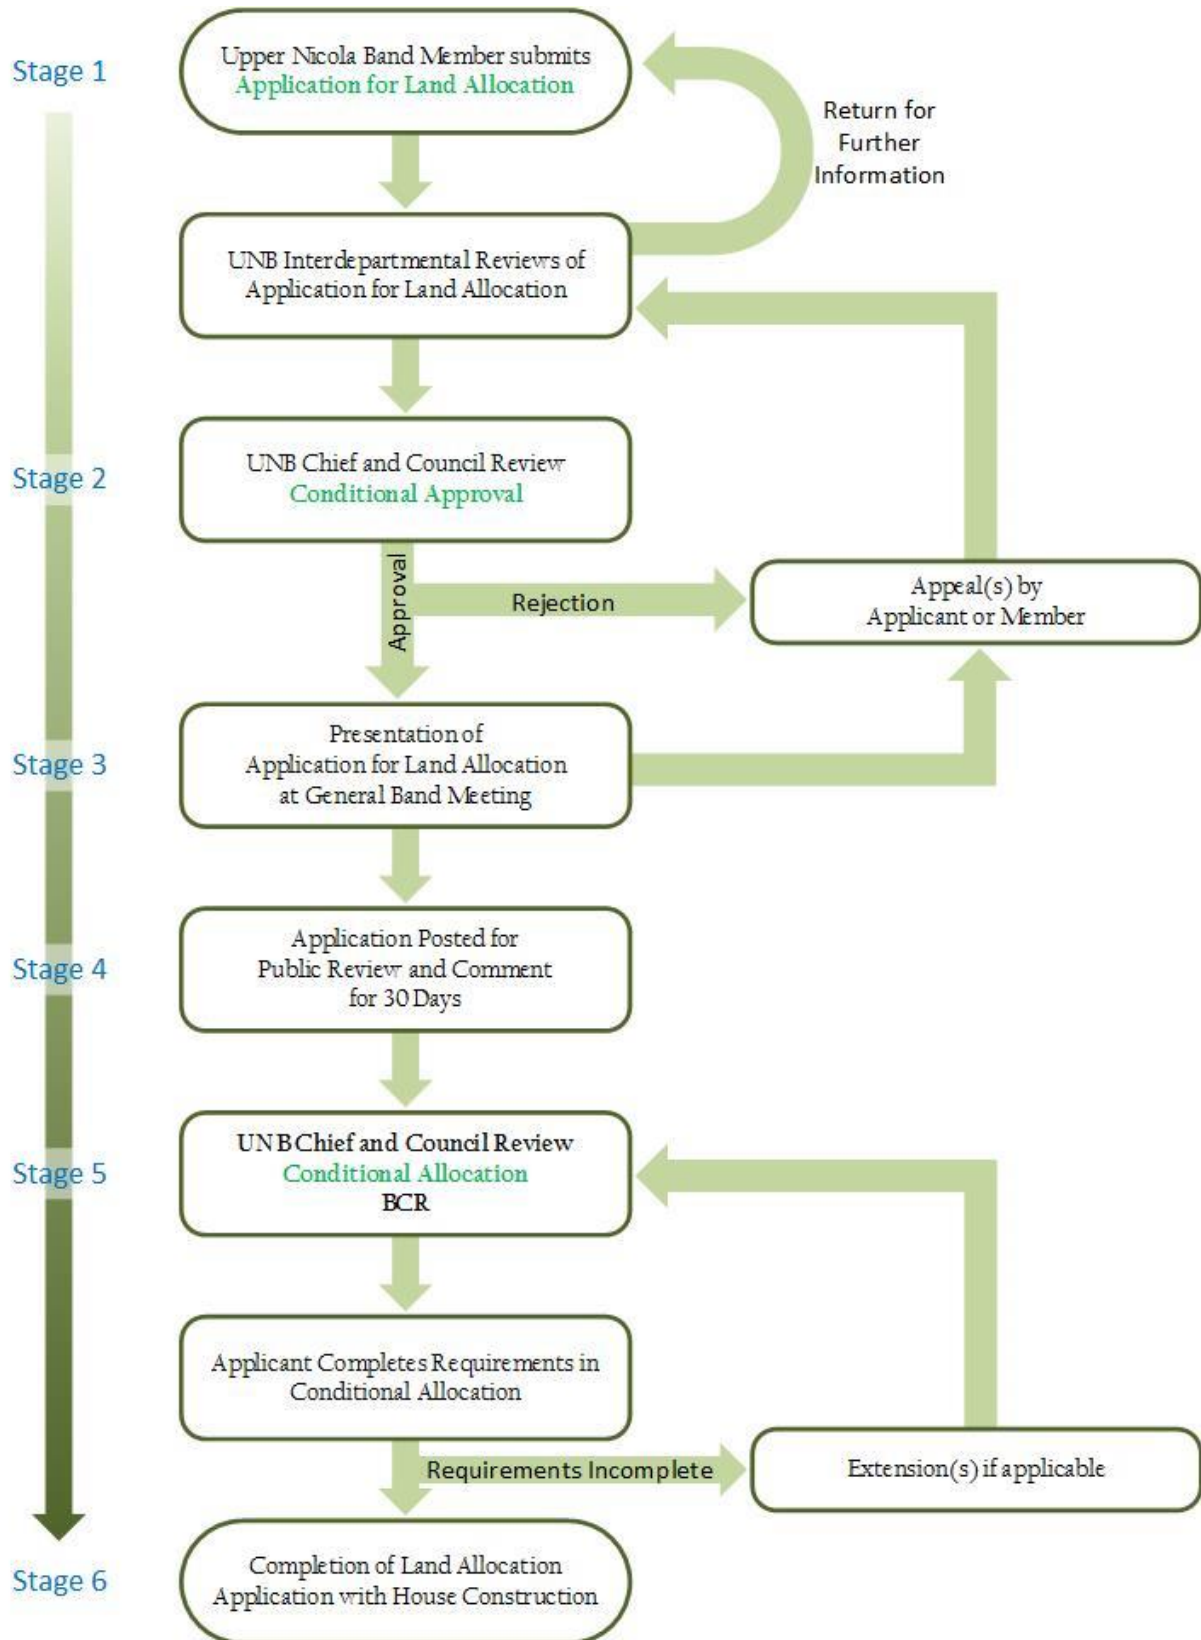 Stage 1
Upper Nicola Band Member submits
Application for Land Allocation
Return for
Further
Information
UNB Interdepartmental Reviews of
Application for Land Allocation
Stage 2
UNB Chief and Council Review
Conditional Approval
Approval
Rejection
Appeal(s) by
Applicant or Member
Stage 3
Presentation of
Application for Land Allocation
at General Band Meeting
Stage 4
Application Posted for
Public Review and Comment
for 30 Days
Stage 5
UNB Chief and Council Review
Conditional Allocation
BCR
Applicant Completes Requirements in
Conditional Allocation
Requirements Incomplete
Extension(s) if applicable
Stage 6
Completion of Land Allocation
Application with House Construction